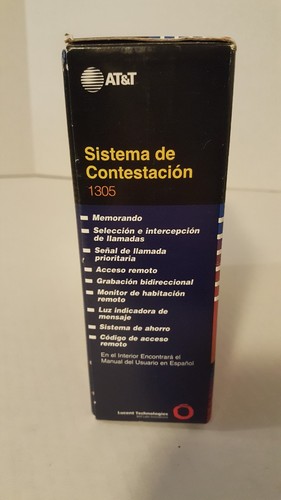 AT&T
Sistema de
Contestación
1305
Memorando
Selección e intercepción
de llamadas
Señal de llamada
prioritaria
Acceso remoto
Grabación bidireccional
Monitor de habitación
remoto
Luz indicadora de
mensaje
Sistema de ahorro
Código de acceso
remoto
En el Interior Encontrará el
Manual del Usuario en Español
Lucent Technologies